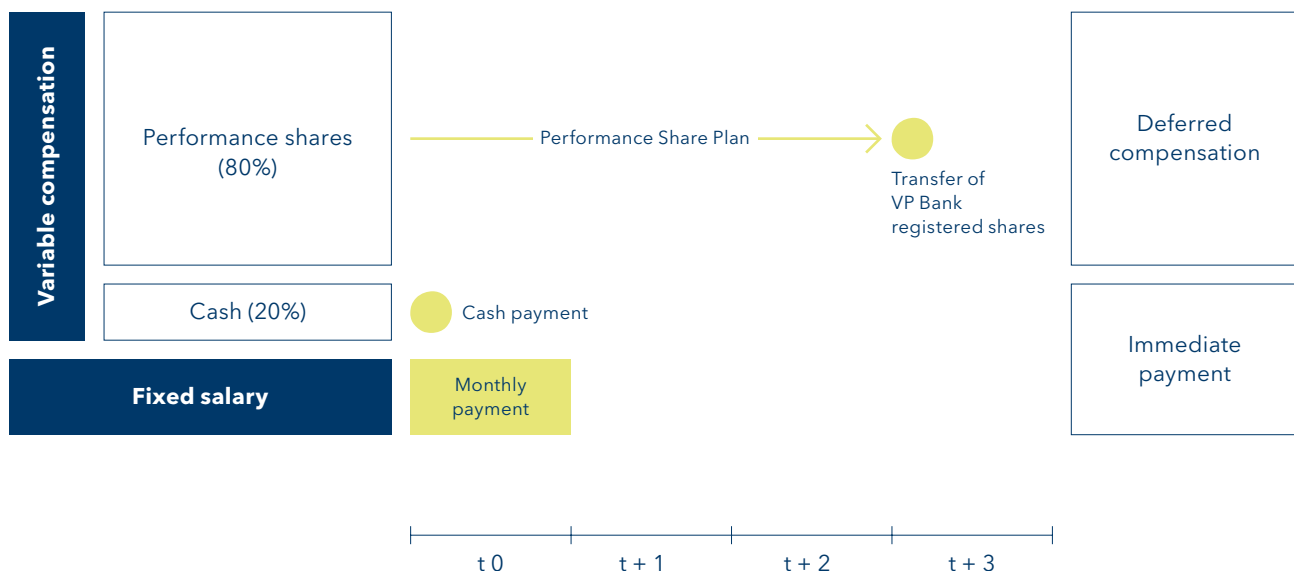 Variable compensation
Performance shares
(80%)
Performance Share Plan
Transfer of
VP Bank
registered shares
Deferred
compensation
Cash (20%)
Cash payment
Immediate
payment
Fixed salary
Monthly
payment
t 0
t + 1
t + 2
t + 3